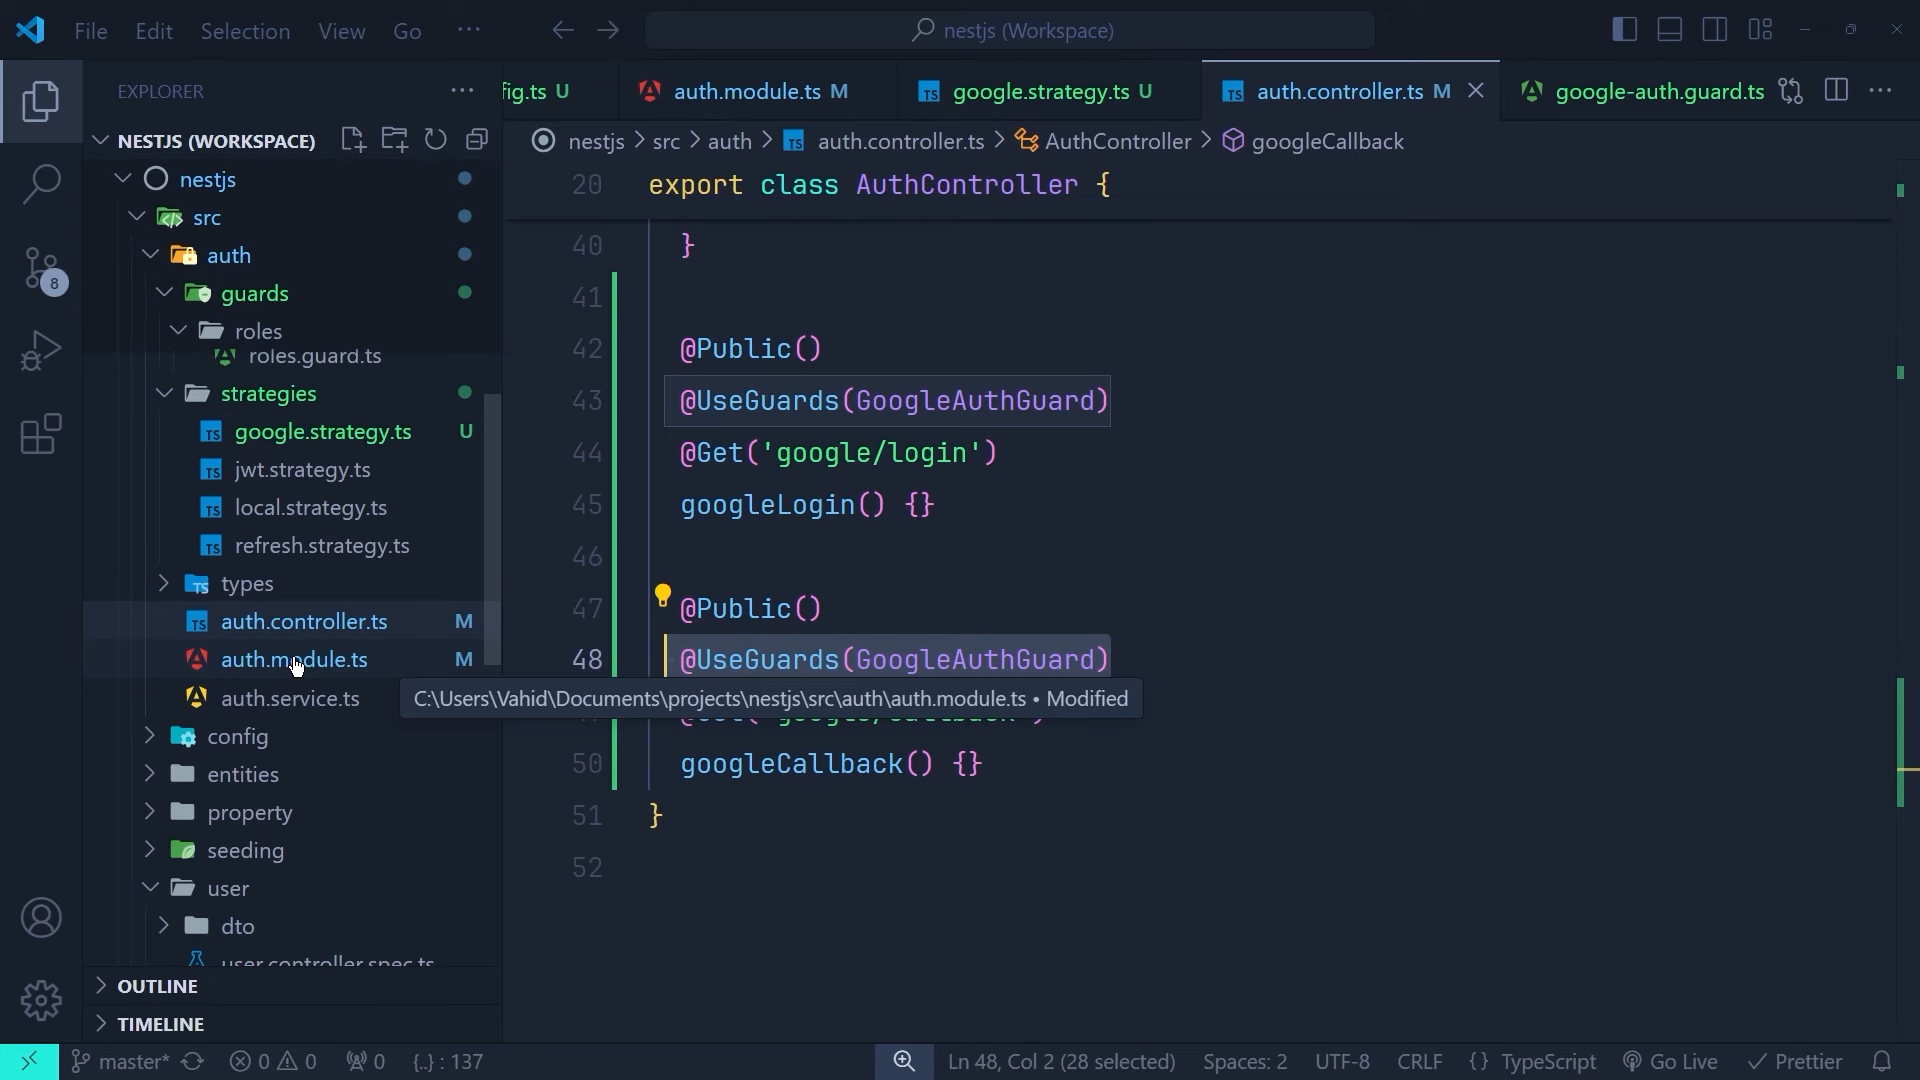 File Edit Selection View Go ···
nestjs (Workspace)
EXPLORER ···
NESTJS (WORKSPACE)
nestjs
src
auth
guards
roles
roles.guard.ts
strategies
google.strategy.ts U
jwt.strategy.ts
local.strategy.ts
refresh.strategy.ts
types
auth.controller.ts M
auth.module.ts M
auth.service.ts
config
entities
property
seeding
user
dto
user.controller.spec.ts
OUTLINE
TIMELINE
8
fig.ts U auth.module.ts M google.strategy.ts U auth.controller.ts M google-auth.guard.ts ···
nestjs > src > auth > auth.controller.ts > AuthController > googleCallback
20 export class AuthController {
40 }
41
42 @Public()
43 @UseGuards(GoogleAuthGuard)
44 @Get('google/login')
45 googleLogin() {}
46
47 @Public()
48 @UseGuards(GoogleAuthGuard)
C:\Users\Vahid\Documents\projects\nestjs\src\auth\auth.module.ts • Modified
50 googleCallback() {}
51 }
52
master* 0 0 0 {..} : 137 Ln 48, Col 2 (28 selected) Spaces: 2 UTF-8 CRLF {} TypeScript Go Live Prettier